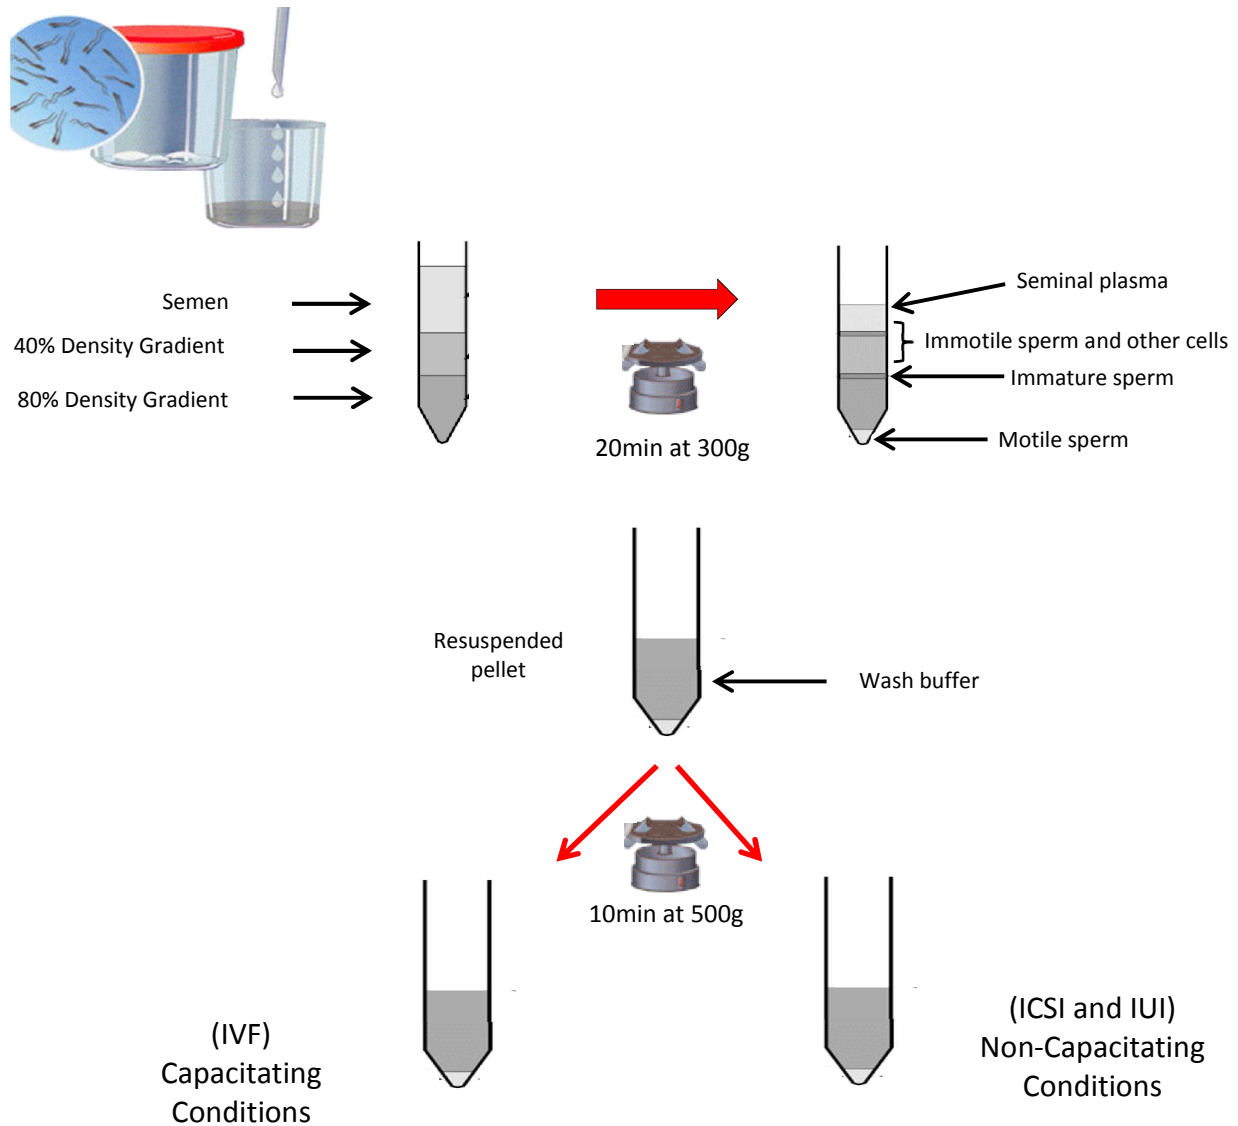 Semen
40% Density Gradient
80% Density Gradient
20min at 300g
Seminal plasma
Immotile sperm and other cells
Immature sperm
Motile sperm
Resuspended
pellet
Wash buffer
10min at 500g
(IVF)
Capacitating
Conditions
(ICSI and IUI)
Non-Capacitating
Conditions